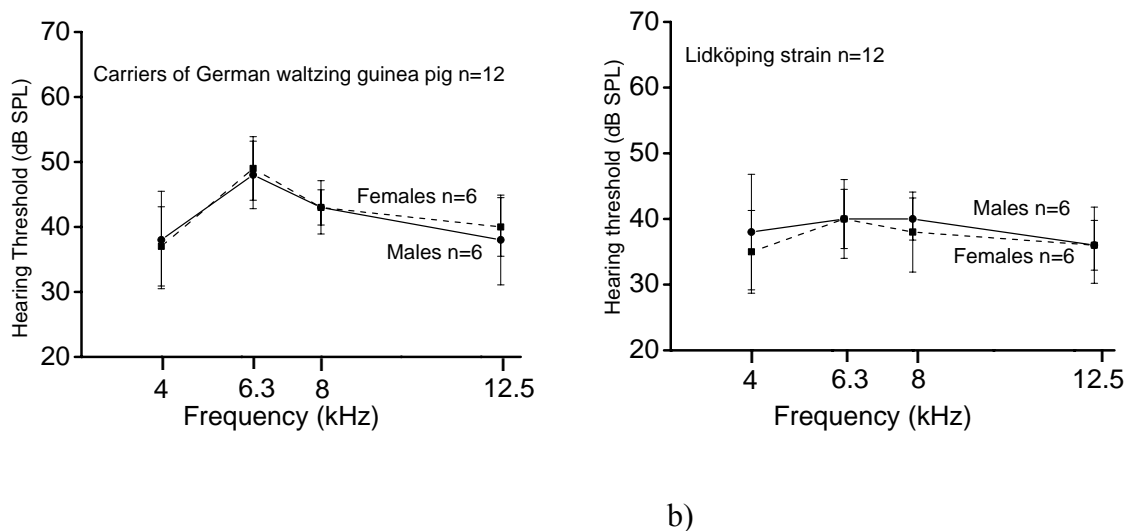 70
60
50
40
30
20
Hearing Threshold (dB SPL)
Carriers of German waltzing guinea pig n=12
Females n=6
Males n=6
4
6.3
8
12.5
Frequency (kHz)
70
60
50
40
30
20
Hearing threshold (dB SPL)
Lidköping strain n=12
Males n=6
Females n=6
4
6.3
8
12.5
Frequency (kHz)
b)